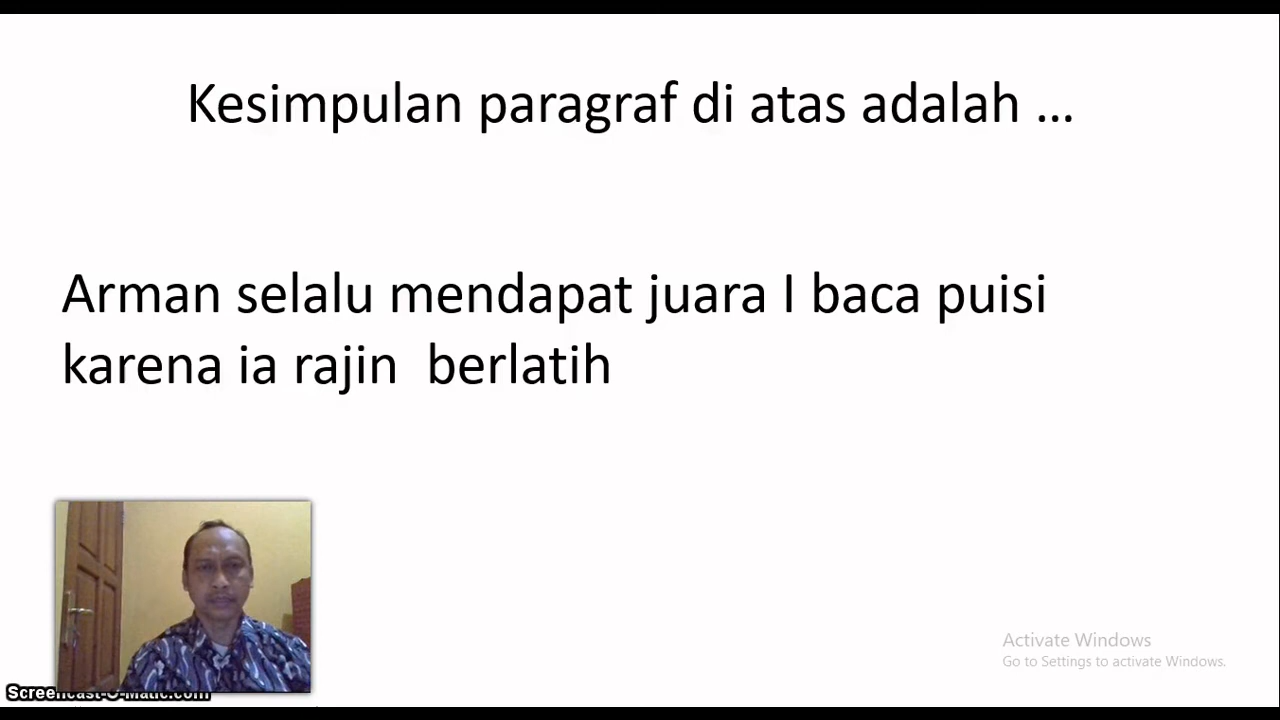 Kesimpulan paragraf di atas adalah ...
Arman selalu mendapat juara I baca puisi
karena ia rajin  berlatih
Activate Windows
Go to Settings to activate Windows.
Screencast-O-Matic.com